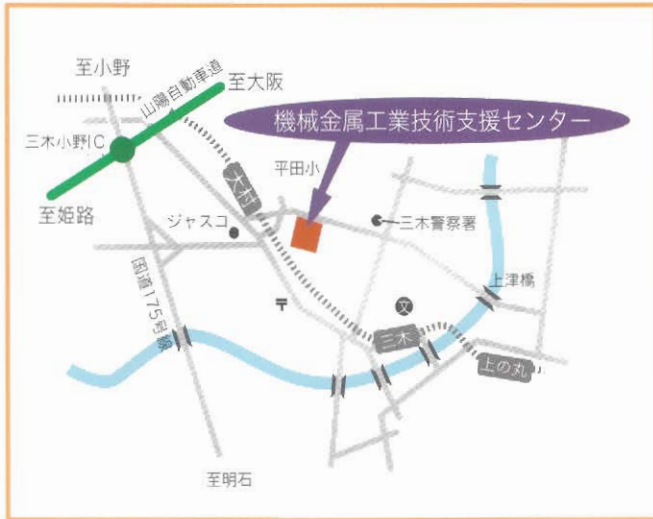 至小野
山陽自動車道
至大阪
機械金属工業技術支援センター
三木小野IC
平田小
大村
至姫路
ジャスコ
三木警察署
国道175号線
上津橋
〒
文
三木
上の丸
至明石